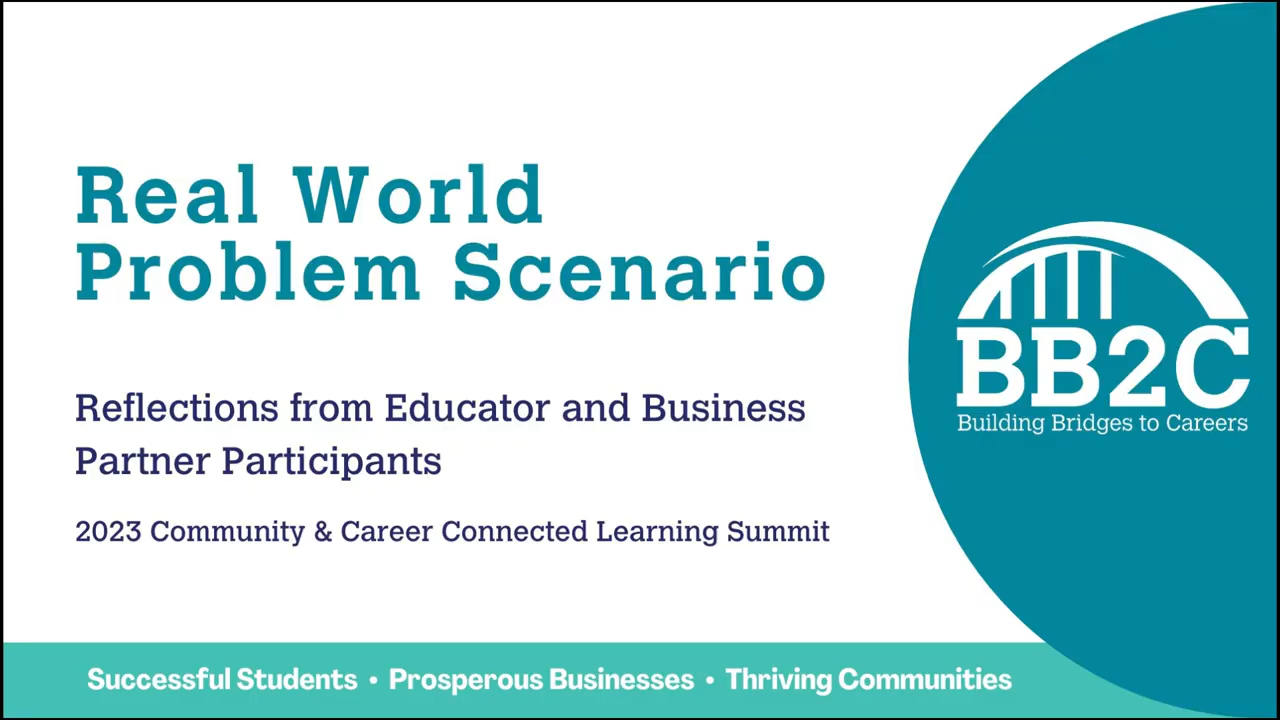 Real World
Problem Scenario
Reflections from Educator and Business
Partner Participants
2023 Community & Career Connected Learning Summit
BB2C
Building Bridges to Careers
Successful Students • Prosperous Businesses • Thriving Communities